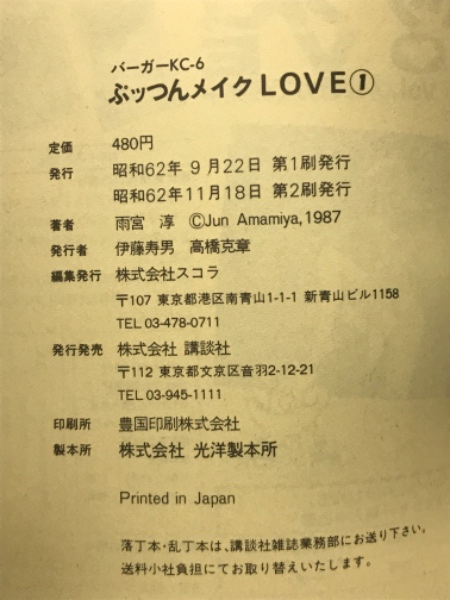 バーガーKC-6
ぶッつんメイクLOVE①
定価 480円
発行 昭和62年 9月22日 第1刷発行
昭和62年11月18日 第2刷発行
著者 雨宮 淳 ©Jun Amamiya,1987
発行者 伊藤寿男 高橋克章
編集発行 株式会社スコラ
〒107 東京都港区南青山1-1-1 新青山ビル1158
TEL 03-478-0711
発行発売 株式会社 講談社
〒112 東京都文京区音羽2-12-21
TEL 03-945-1111
印刷所 豊国印刷株式会社
製本所 株式会社 光洋製本所
Printed in Japan
落丁本・乱丁本は、講談社雑誌業務部にお送り下さい。
送料小社負担にてお取り替えいたします。